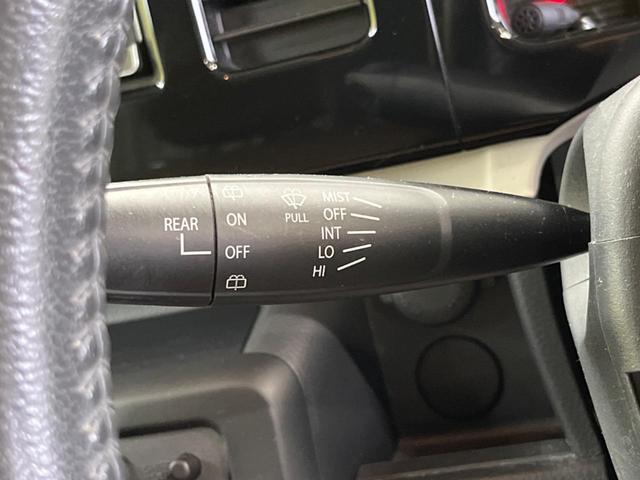 REAR
ON
OFF
PULL
MIST
OFF
INT
LO
HI